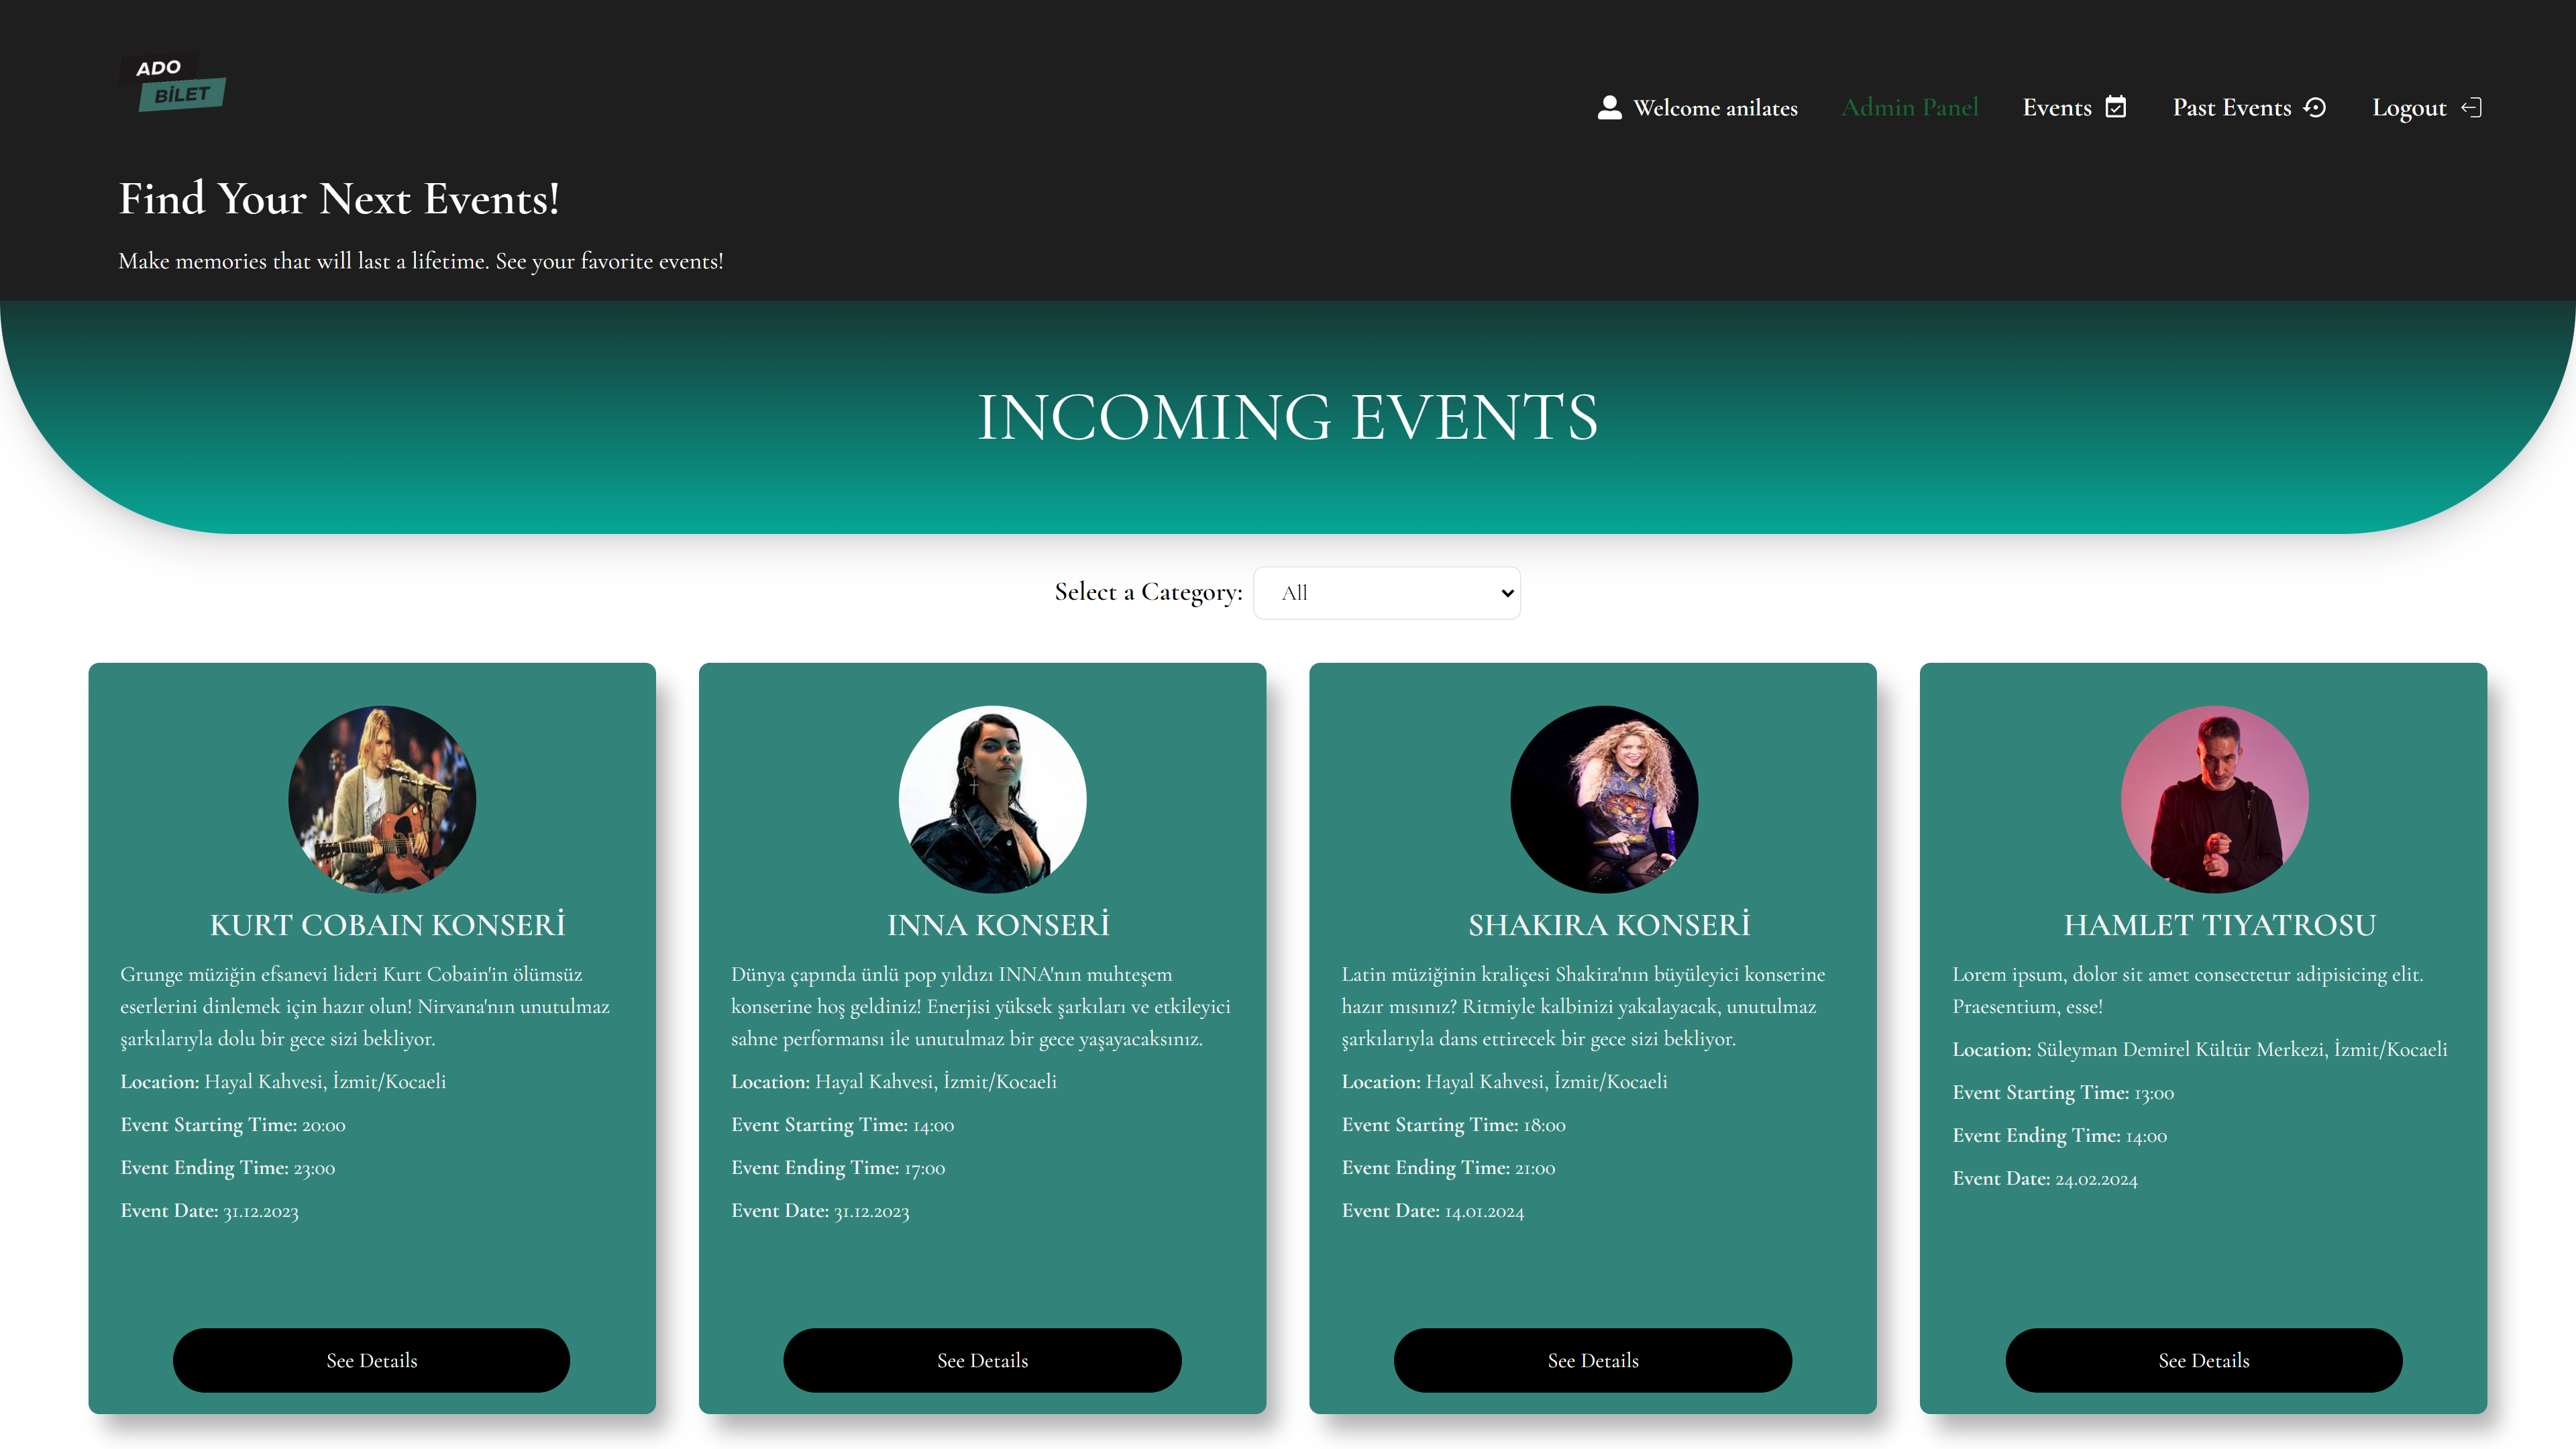 ADO
BİLET
Welcome anilates
Admin Panel
Events
Past Events
Logout
Find Your Next Events!
Make memories that will last a lifetime. See your favorite events!
INCOMING EVENTS
Select a Category:
All
KURT COBAIN KONSERİ
Grunge müziğin efsanevi lideri Kurt Cobain'in ölümsüz
eserlerini dinlemek için hazır olun! Nirvana'nın unutulmaz
şarkılarıyla dolu bir gece sizi bekliyor.
Location: Hayal Kahvesi, İzmit/Kocaeli
Event Starting Time: 20:00
Event Ending Time: 23:00
Event Date: 31.12.2023
See Details
INNA KONSERİ
Dünya çapında ünlü pop yıldızı INNA'nın muhteşem
konserine hoş geldiniz! Enerjisi yüksek şarkıları ve etkileyici
sahne performansı ile unutulmaz bir gece yaşayacaksınız.
Location: Hayal Kahvesi, İzmit/Kocaeli
Event Starting Time: 14:00
Event Ending Time: 17:00
Event Date: 31.12.2023
See Details
SHAKIRA KONSERİ
Latin müziğinin kraliçesi Shakira'nın büyüleyici konserine
hazır mısınız? Ritmiyle kalbinizi yakalayacak, unutulmaz
şarkılarıyla dans ettirecek bir gece sizi bekliyor.
Location: Hayal Kahvesi, İzmit/Kocaeli
Event Starting Time: 18:00
Event Ending Time: 21:00
Event Date: 14.01.2024
See Details
HAMLET TIYATROSU
Lorem ipsum, dolor sit amet consectetur adipisicing elit.
Praesentium, esse!
Location: Süleyman Demirel Kültür Merkezi, İzmit/Kocaeli
Event Starting Time: 13:00
Event Ending Time: 14:00
Event Date: 24.02.2024
See Details